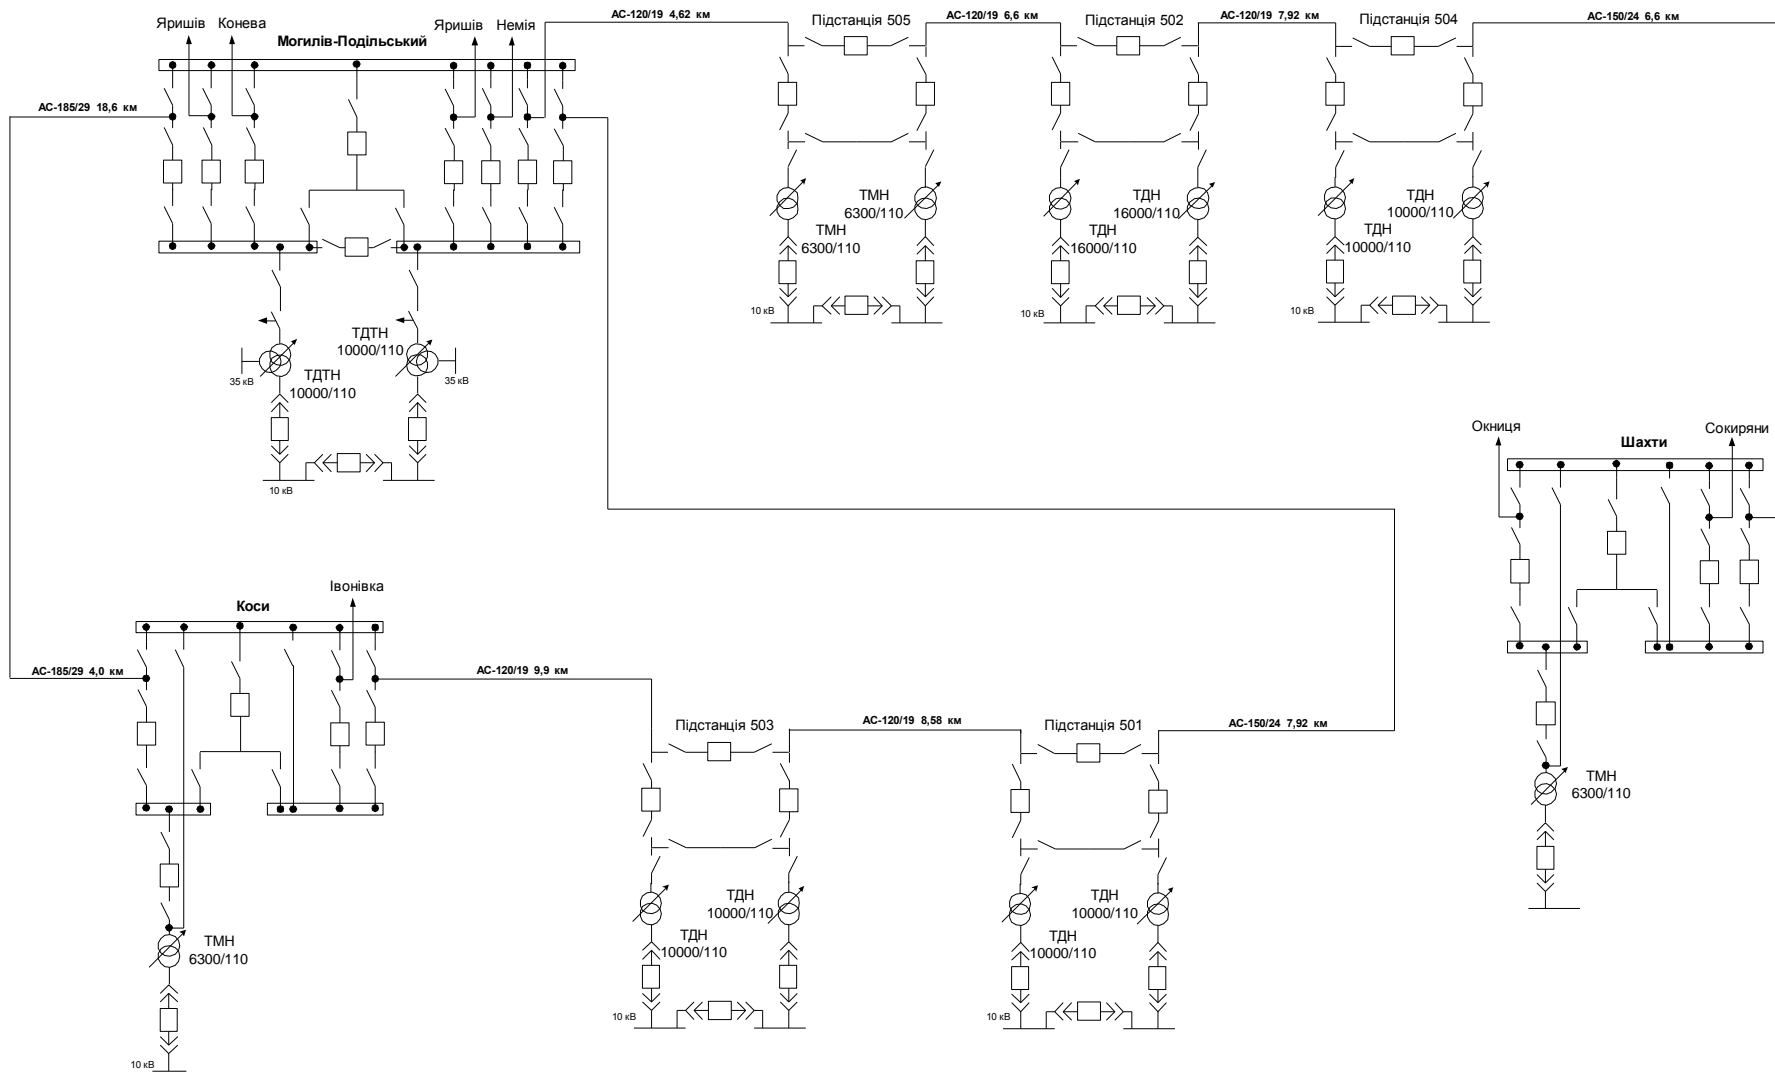 АС-120/19 4,62 км
Підстанція 505
АС-120/19 6,6 км
Підстанція 502
АС-120/19 7,92 км
Підстанція 504
АС-150/24 6,6 км
Яришів
Конева
Могилів-Подільський
Яришів
Немія
АС-185/29 18,6 км
ТМН
6300/110
ТМН
6300/110
ТДН
16000/110
ТДН
16000/110
ТДН
10000/110
ТДН
10000/110
10 кВ
10 кВ
10 кВ
ТДТН
10000/110
ТДТН
10000/110
35 кВ
35 кВ
10 кВ
Окниця
Шахти
Сокиряни
Івонівка
Коси
АС-185/29 4,0 км
АС-120/19 9,9 км
Підстанція 503
АС-120/19 8,58 км
Підстанція 501
АС-150/24 7,92 км
ТМН
6300/110
ТДН
10000/110
ТДН
10000/110
ТДН
10000/110
ТДН
10000/110
ТМН
6300/110
10 кВ
10 кВ
10 кВ